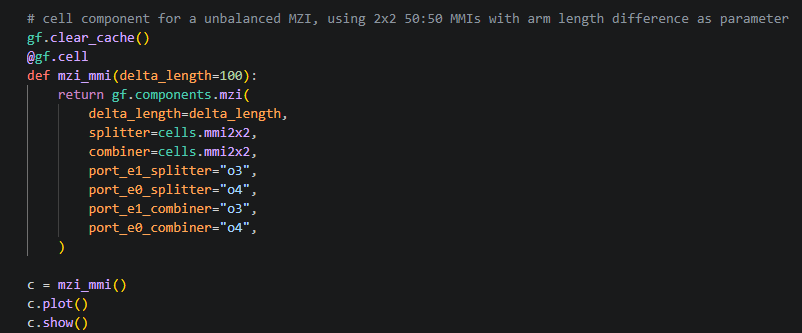 # cell component for a unbalanced MZI, using 2x2 50:50 MMIs with arm length difference as parameter
gf.clear_cache()
@gf.cell
def mzi_mmi(delta_length=100):
    return gf.components.mzi(
        delta_length=delta_length,
        splitter=cells.mmi2x2,
        combiner=cells.mmi2x2,
        port_e1_splitter="o3",
        port_e0_splitter="o4",
        port_e1_combiner="o3",
        port_e0_combiner="o4",
    )
c = mzi_mmi()
c.plot()
c.show()